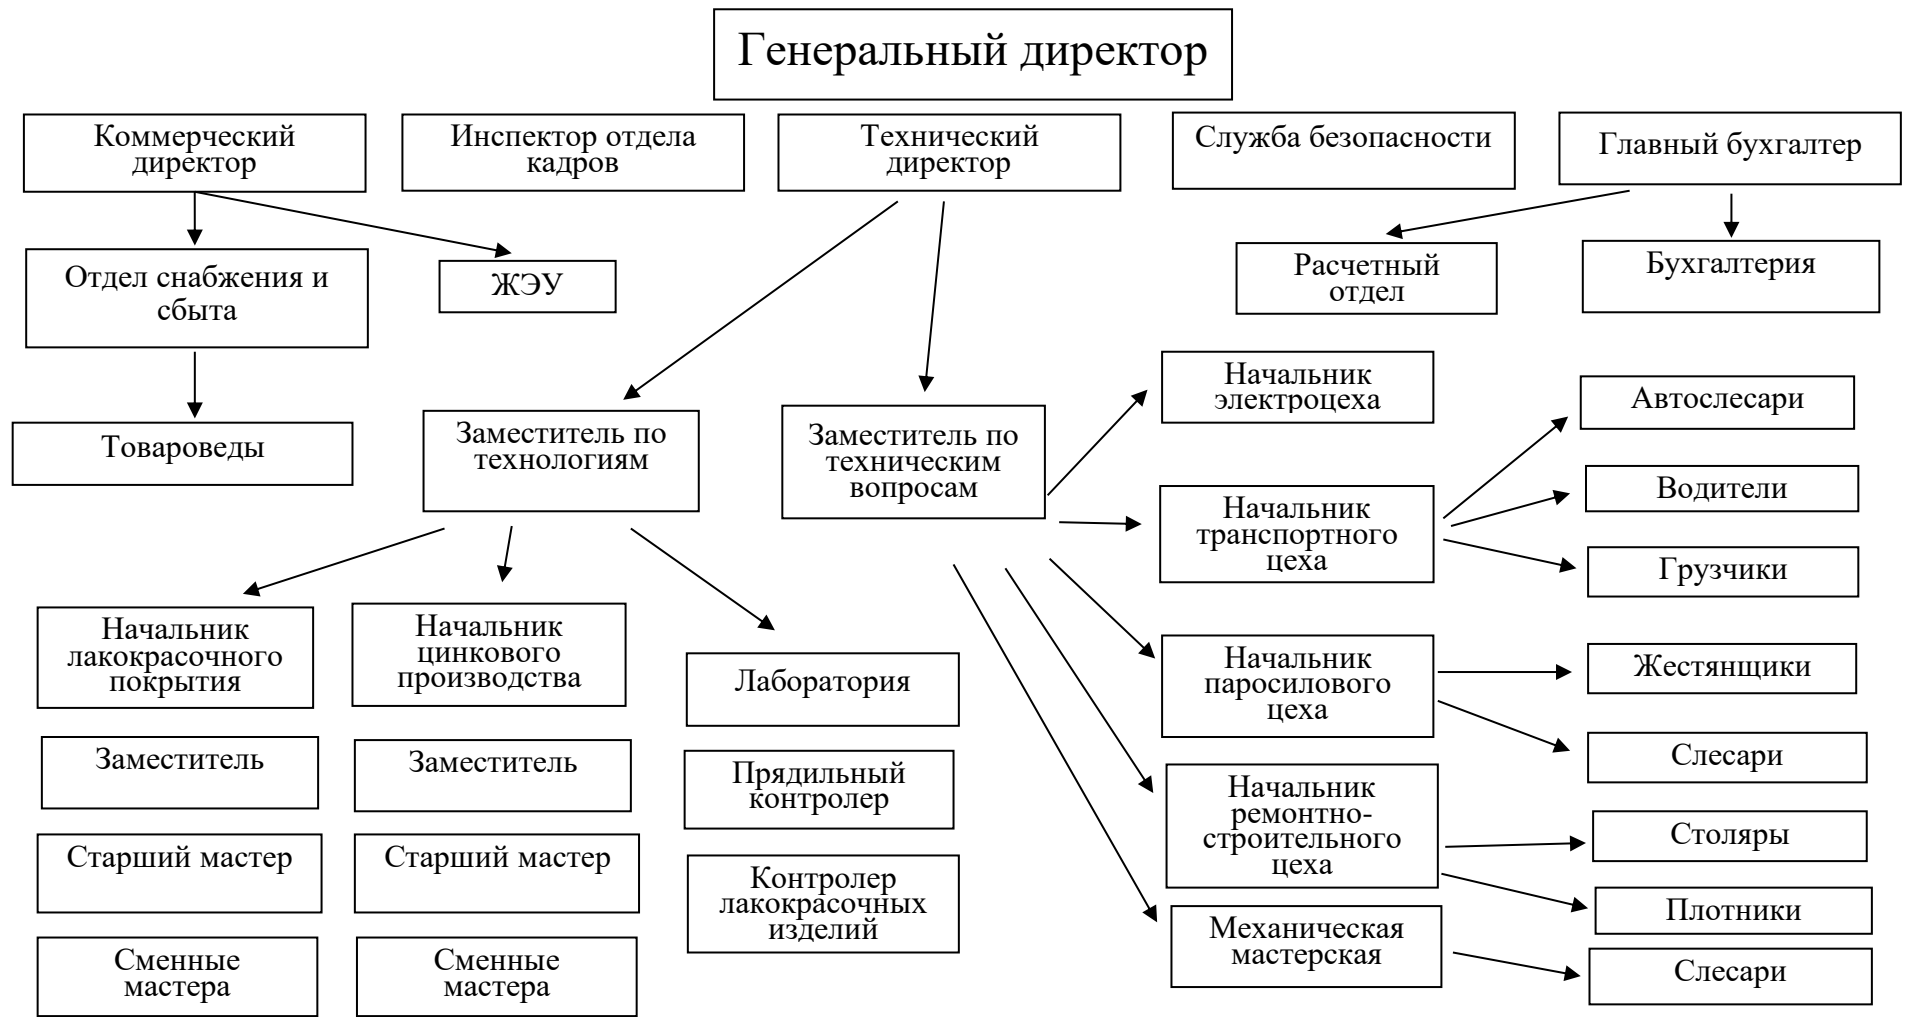 Генеральный директор
Коммерческий
директор
Инспектор отдела
кадров
Технический
директор
Служба безопасности
Главный бухгалтер
Отдел снабжения и
сбыта
ЖЭУ
Расчетный
отдел
Бухгалтерия
Товароведы
Заместитель по
технологиям
Заместитель по
техническим
вопросам
Начальник
электроцеха
Автослесари
Начальник
транспортного
цеха
Водители
Грузчики
Начальник
лакокрасочного
покрытия
Начальник
цинкового
производства
Лаборатория
Начальник
паросилового
цеха
Жестянщики
Слесари
Заместитель
Заместитель
Прядильный
контролер
Начальник
ремонтно-
строительного
цеха
Столяры
Плотники
Старший мастер
Старший мастер
Контролер
лакокрасочных
изделий
Механическая
мастерская
Слесари
Сменные
мастера
Сменные
мастера